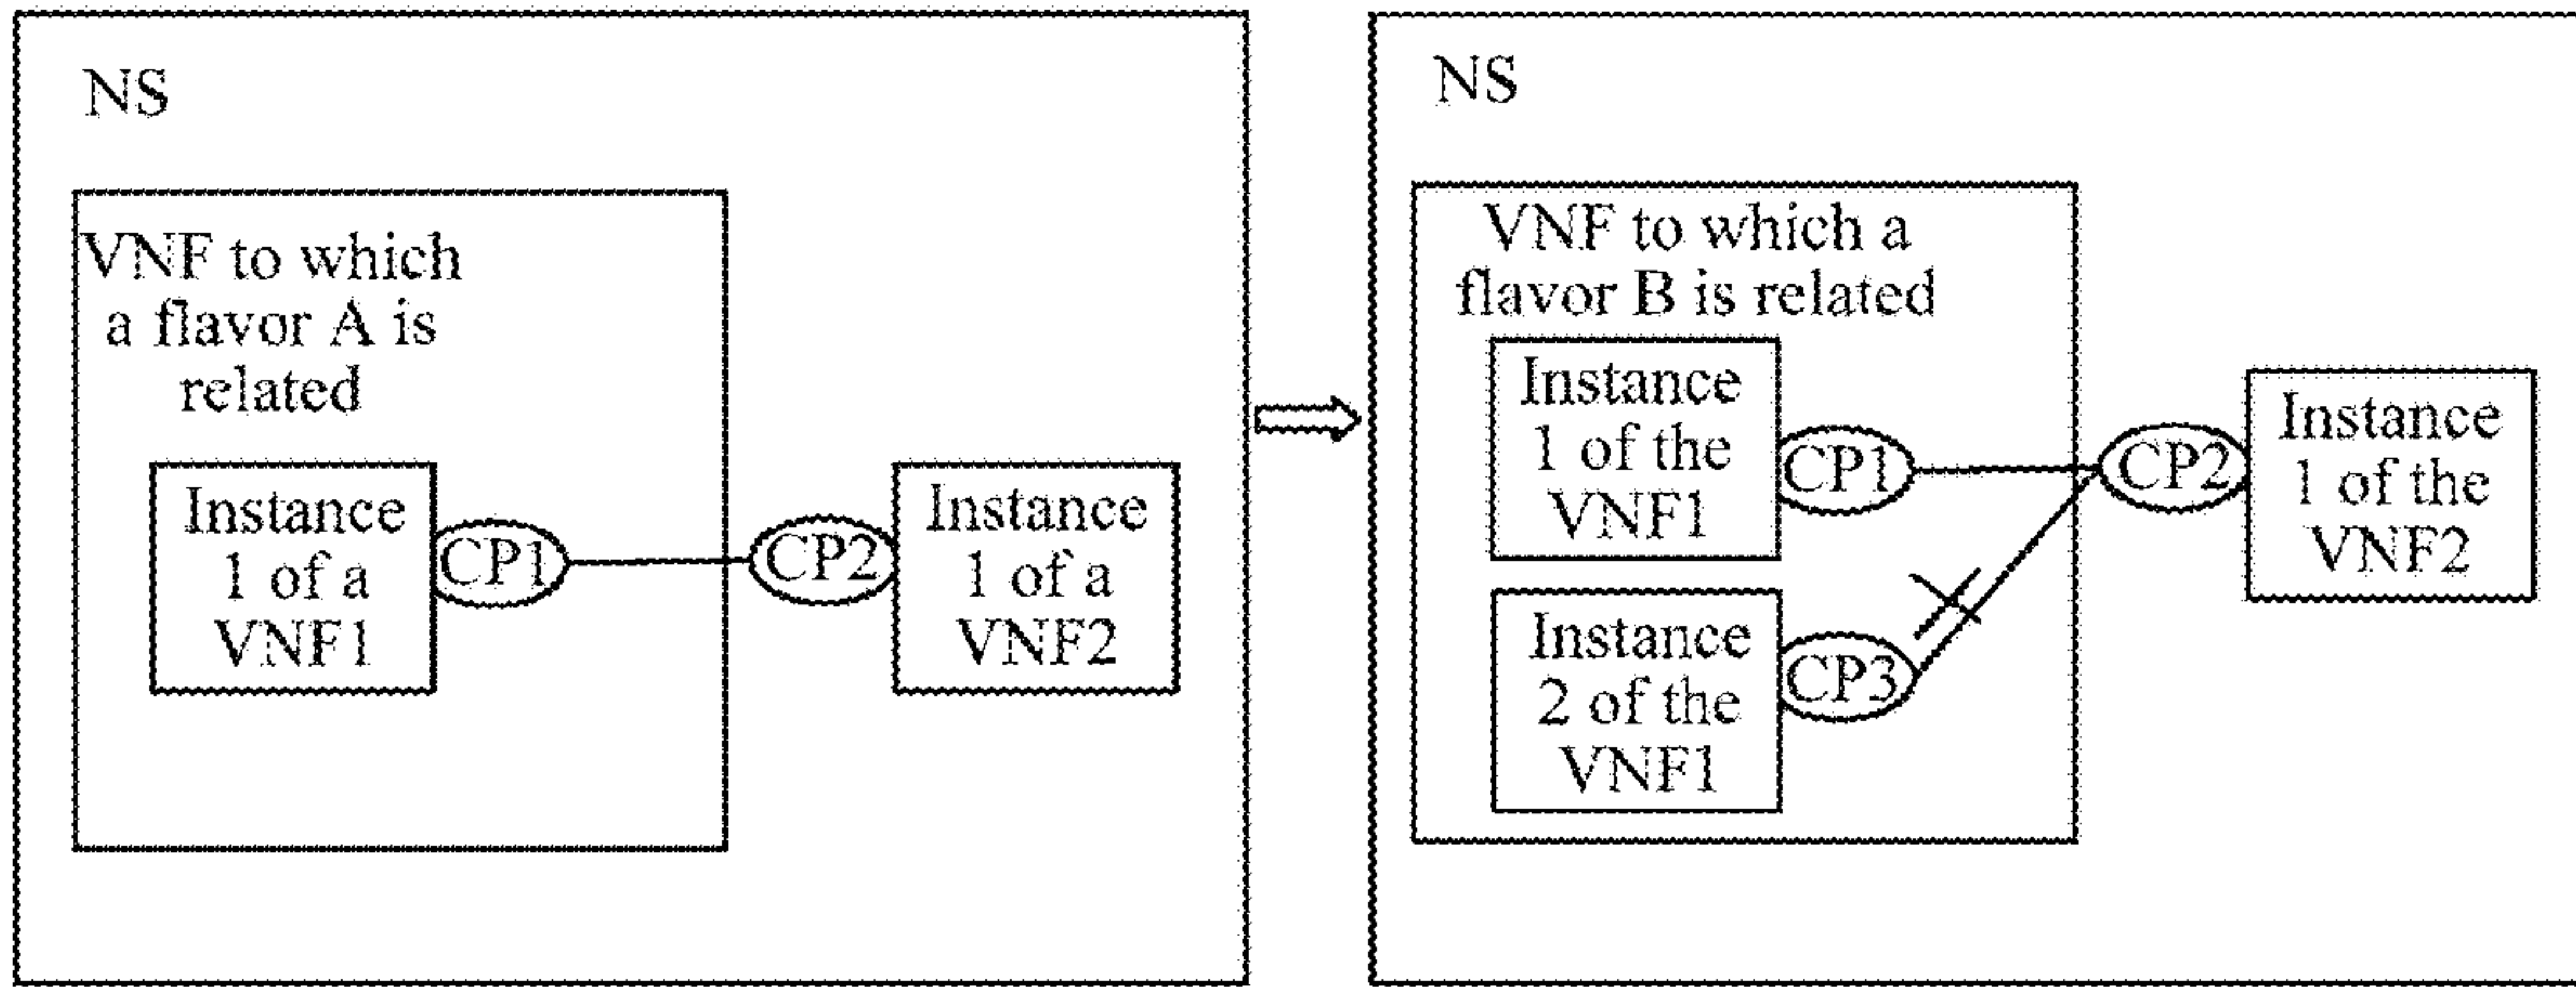 NS
VNF to which
a flavor A is
related
Instance
1 of a
VNF1
CP1
CP2
Instance
1 of a
VNF2
NS
VNF to which a
flavor B is related
Instance
1 of the
VNF1
CP1
CP2
Instance
1 of the
VNF2
Instance
2 of the
VNF1
CP3